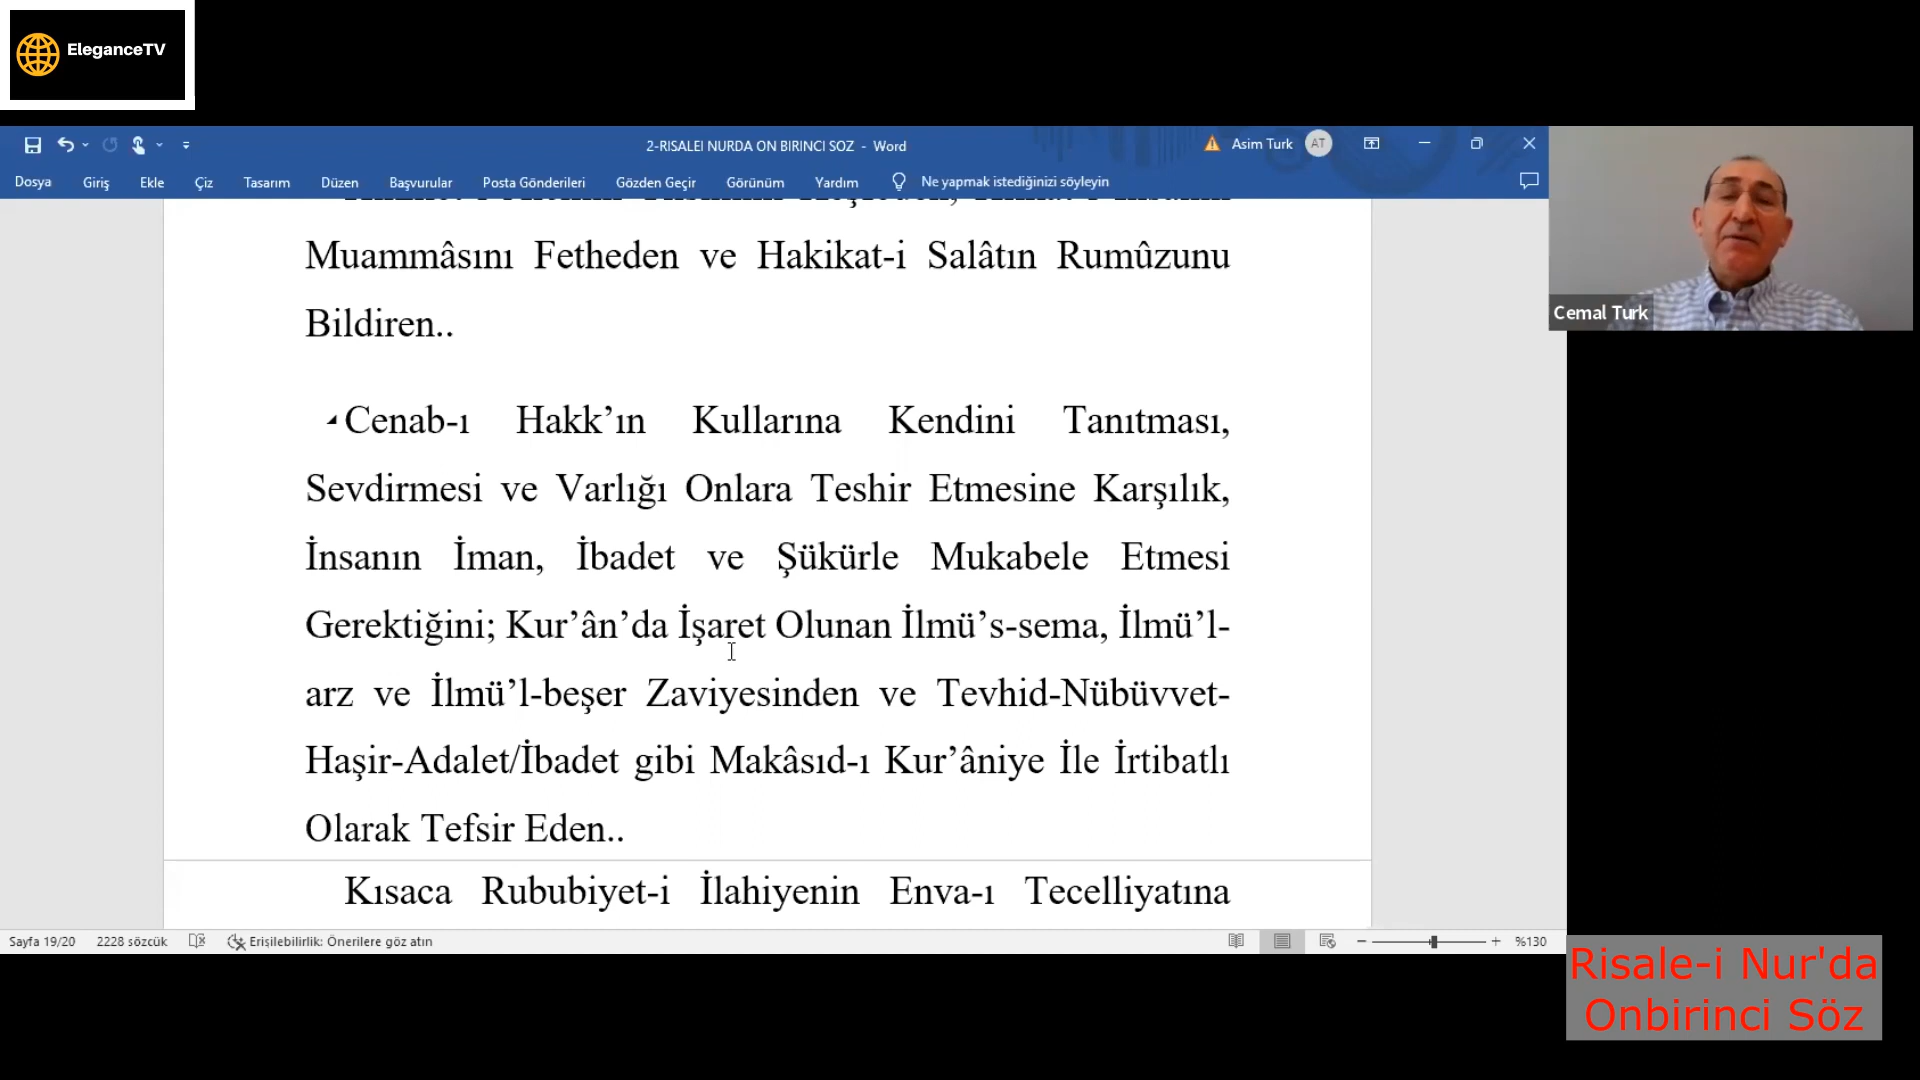 EleganceTV
2-RISALEI NURDA ON BIRINCI SOZ - Word
Asim Turk AT
Dosya Giriş Ekle Çiz Tasarım Düzen Başvurular Posta Gönderileri Gözden Geçir Görünüm Yardım Ne yapmak istediğinizi söyleyin
Muammâsını Fetheden ve Hakikat-i Salâtın Rumûzunu
Bildiren..
Cenab-ı Hakk’ın Kullarına Kendini Tanıtması,
Sevdirmesi ve Varlığı Onlara Teshir Etmesine Karşılık,
İnsanın İman, İbadet ve Şükürle Mukabele Etmesi
Gerektiğini; Kur’ân’da İşaret Olunan İlmü’s-sema, İlmü’l-
arz ve İlmü’l-beşer Zaviyesinden ve Tevhid-Nübüvvet-
Haşir-Adalet/İbadet gibi Makâsıd-ı Kur’âniye İle İrtibatlı
Olarak Tefsir Eden..
Kısaca Rububiyet-i İlahiyenin Enva-ı Tecelliyatına
Sayfa 19/20 2228 sözcük Erişilebilirlik: Önerilere göz atın %130
Cemal Turk
Risale-i Nur'da
Onbirinci Söz